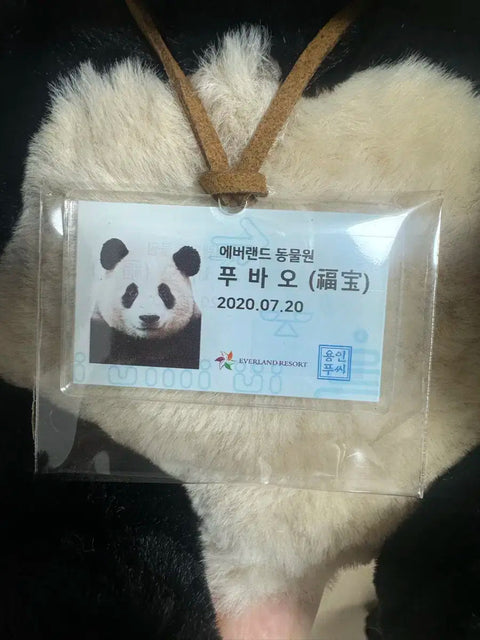 에버랜드 동물원
푸바오 (福宝)
2020.07.20
EVERLAND RESORT
용인
푸씨